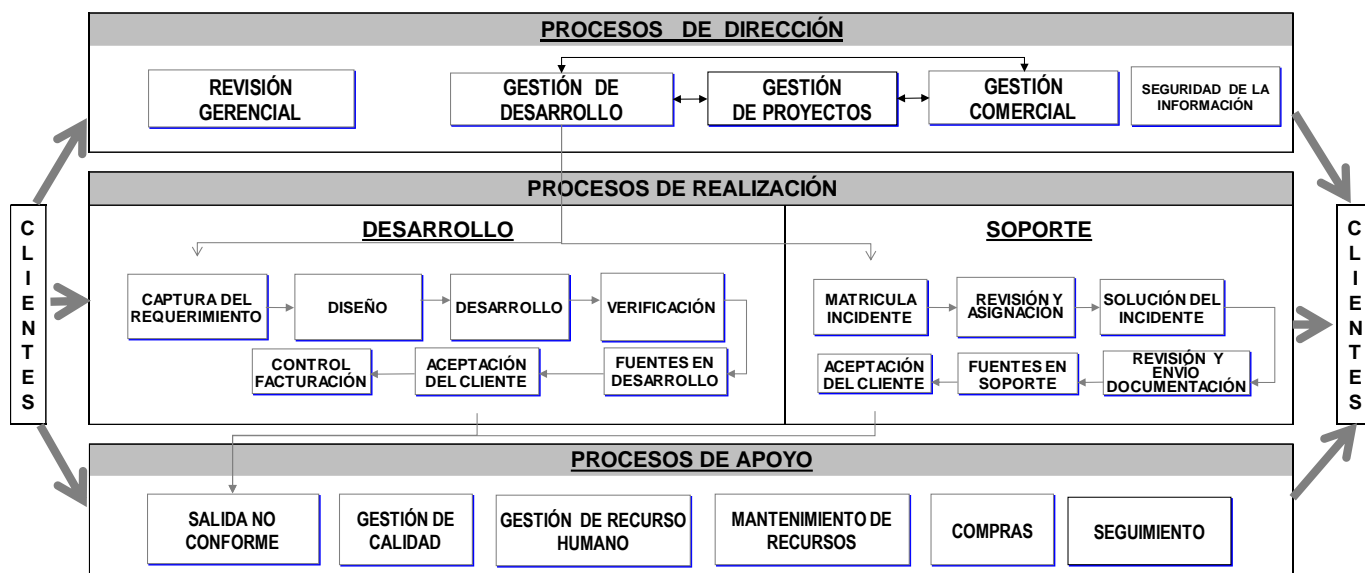 PROCESOS DE DIRECCIÓN
REVISIÓN
GERENCIAL
GESTIÓN DE
DESARROLLO
GESTIÓN
DE PROYECTOS
GESTIÓN
COMERCIAL
SEGURIDAD DE LA
INFORMACIÓN
CLIENTES
PROCESOS DE REALIZACIÓN
DESARROLLO
CAPTURA DEL
REQUERIMIENTO
DISEÑO
DESARROLLO
VERIFICACIÓN
CONTROL
FACTURACIÓN
ACEPTACIÓN
DEL CLIENTE
FUENTES EN
DESARROLLO
SOPORTE
MATRICULA
INCIDENTE
REVISIÓN Y
ASIGNACIÓN
SOLUCIÓN DEL
INCIDENTE
ACEPTACIÓN
DEL CLIENTE
FUENTES EN
SOPORTE
REVISIÓN Y
ENVÍO
DOCUMENTACIÓN
CLIENTES
PROCESOS DE APOYO
SALIDA NO
CONFORME
GESTIÓN DE
CALIDAD
GESTIÓN DE RECURSO
HUMANO
MANTENIMIENTO DE
RECURSOS
COMPRAS
SEGUIMIENTO